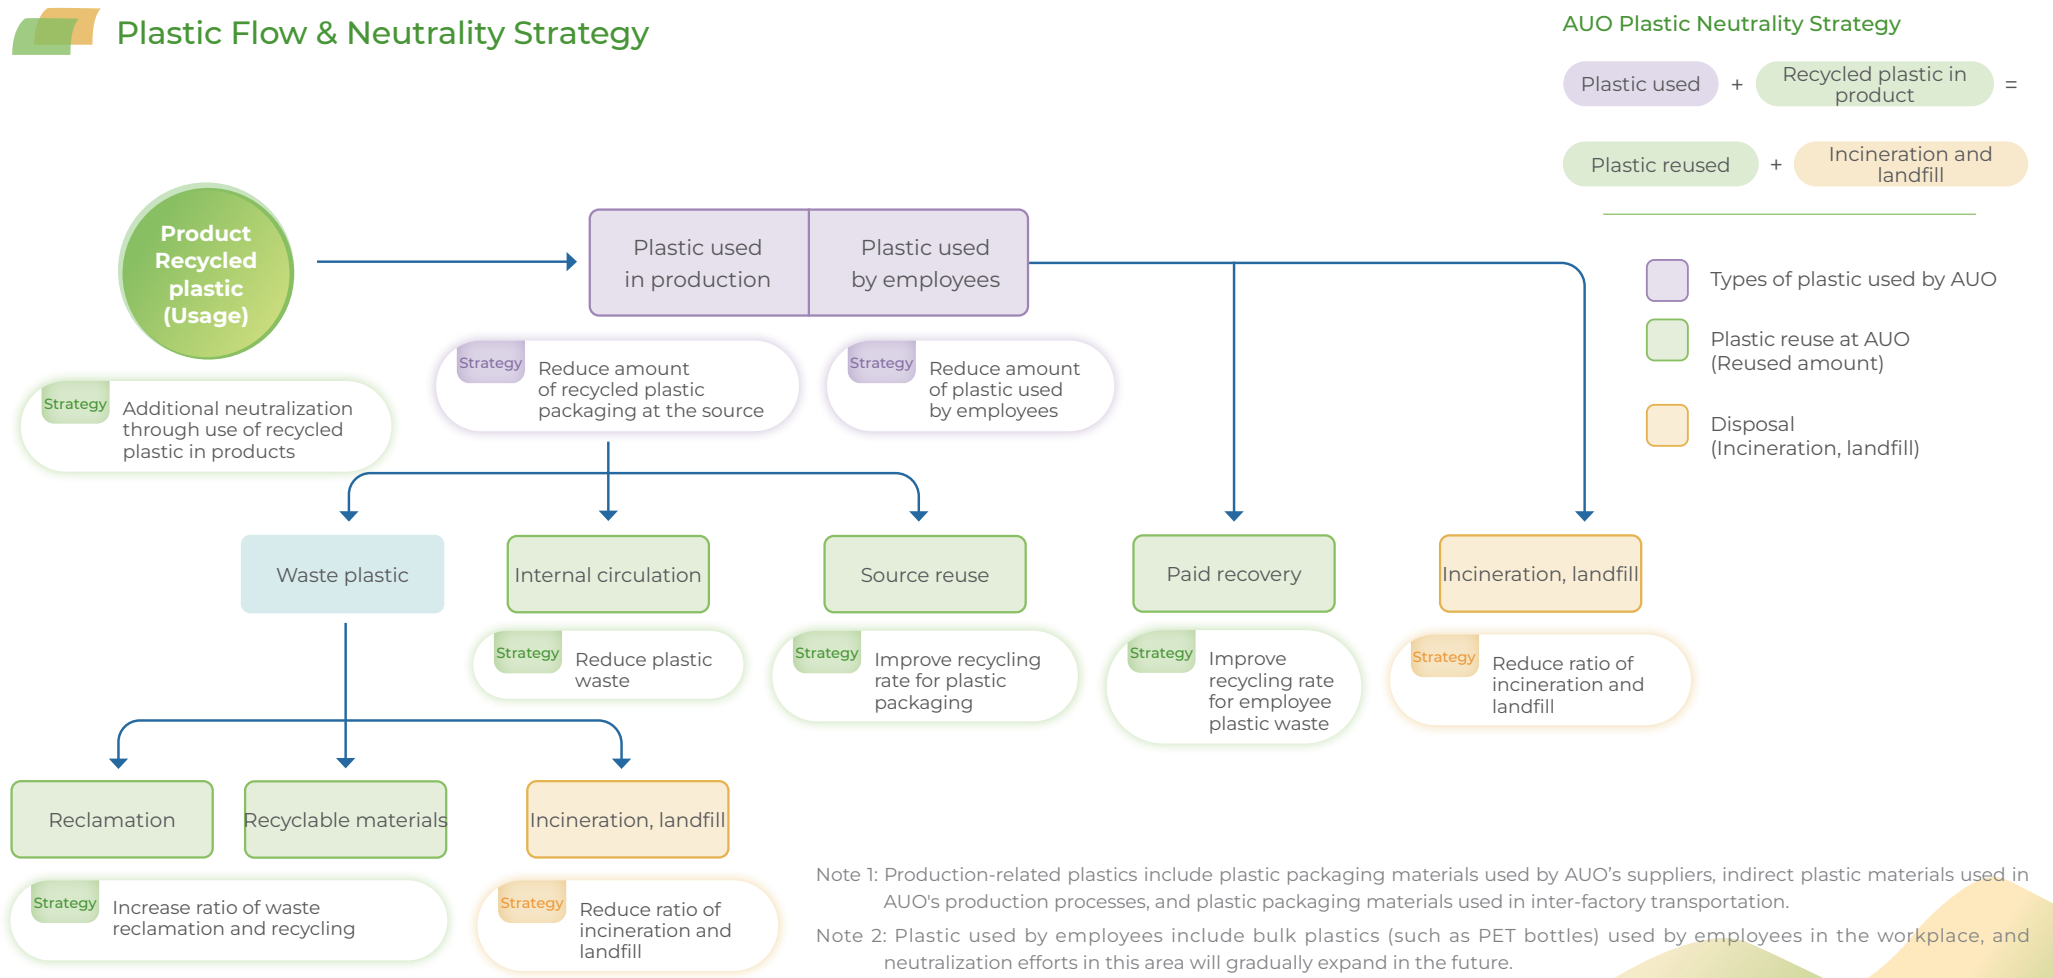 Plastic Flow & Neutrality Strategy
AUO Plastic Neutrality Strategy
Plastic used
+
Recycled plastic in
product
=
Plastic reused
+
Incineration and
landfill
Types of plastic used by AUO
Plastic reuse at AUO
(Reused amount)
Disposal
(Incineration, landfill)
Product
Recycled
plastic
(Usage)
Strategy
Additional neutralization
through use of recycled
plastic in products
Plastic used
in production
Plastic used
by employees
Strategy
Reduce amount
of recycled plastic
packaging at the source
Strategy
Reduce amount
of plastic used
by employees
Waste plastic
Internal circulation
Source reuse
Paid recovery
Incineration, landfill
Strategy
Reduce plastic
waste
Strategy
Improve recycling
rate for plastic
packaging
Strategy
Improve
recycling rate
for employee
plastic waste
Strategy
Reduce ratio of
incineration and
landfill
Reclamation
Recyclable materials
Incineration, landfill
Strategy
Increase ratio of waste
reclamation and recycling
Strategy
Reduce ratio of
incineration and
landfill
Note 1: Production-related plastics include plastic packaging materials used by AUO’s suppliers, indirect plastic materials used in
AUO's production processes, and plastic packaging materials used in inter-factory transportation.
Note 2: Plastic used by employees include bulk plastics (such as PET bottles) used by employees in the workplace, and
neutralization efforts in this area will gradually expand in the future.